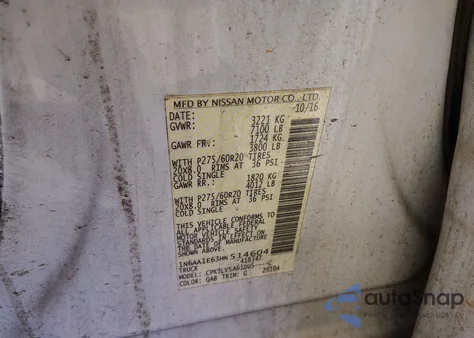 MFD BY NISSAN MOTOR CO., LTD.
DATE: 10/16
GVWR: 3221 KG
7100 LB
GAWR FR.: 1724 KG
3800 LB
WITH P275/60R20 TIRES
20X8.0 RIMS AT 36 PSI
COLD SINGLE
GAWR RR.: 1820 KG
4012 LB
WITH P275/60R20 TIRES
20X8.0 RIMS AT 36 PSI
COLD SINGLE
THIS VEHICLE CONFORMS TO
ALL APPLICABLE FEDERAL
MOTOR VEHICLE SAFETY
STANDARDS IN EFFECT ON
THE DATE OF MANUFACTURE
SHOWN ABOVE.
1N6AA1E63HN514604
TRUCK
MODEL:
COLOR: QAB TRIM: G
autoSnap